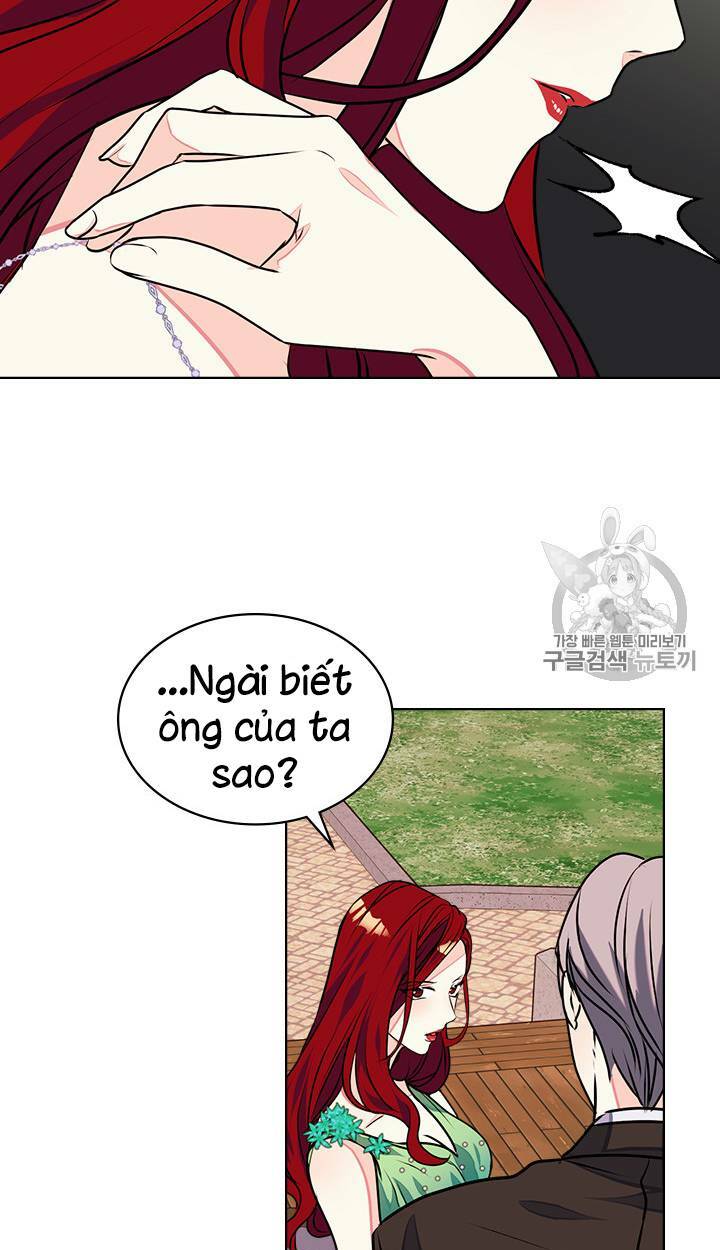 가장 빠른 웹툰 미리보기
구글검색 뉴토끼
...Ngài biết
ông của ta
sao?